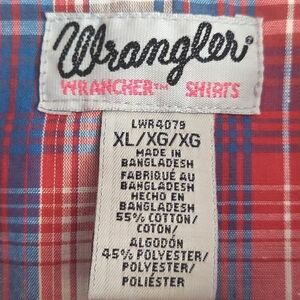 Wrangler®
WRANCHER™ SHIRTS
LWR4079
XL/XG/XG
MADE IN
BANGLADESH
FABRIQUÉ AU
BANGLADESH
HECHO EN
BANGLADESH
55% COTTON/
COTON/
ALGODÓN
45% POLYESTER/
POLYESTER/
POLIÉSTER